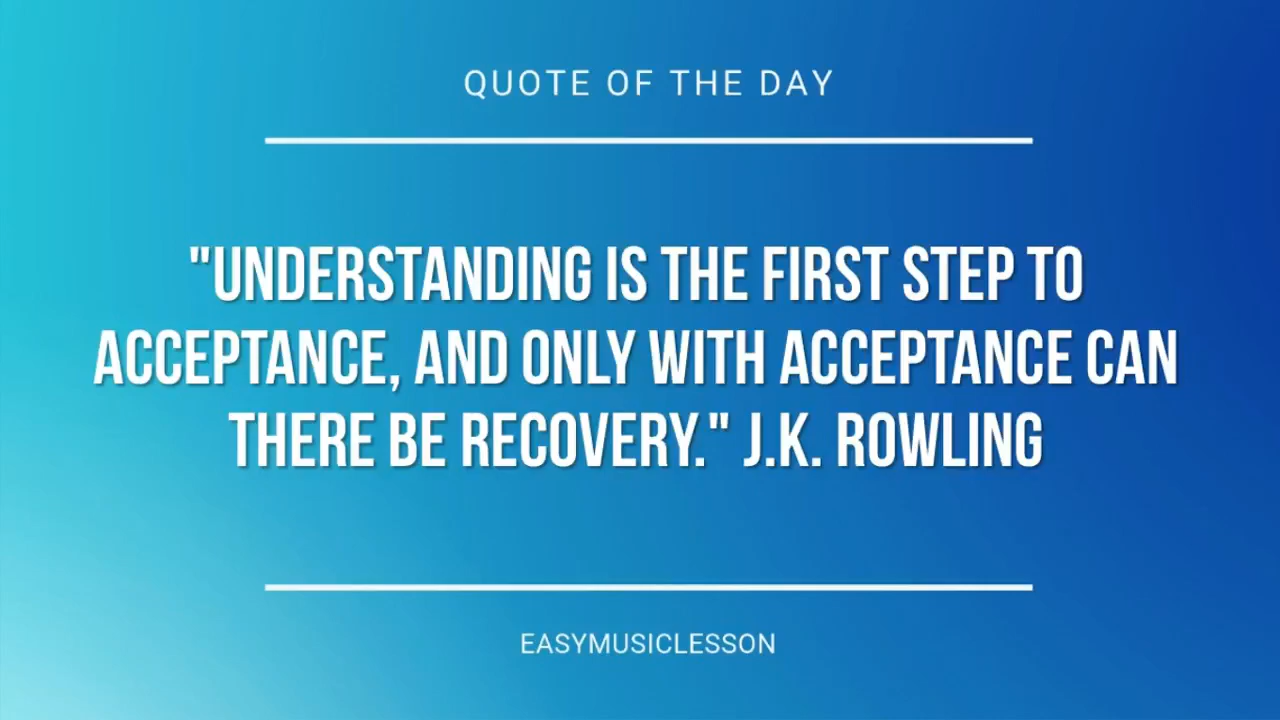 QUOTE OF THE DAY
"UNDERSTANDING IS THE FIRST STEP TO
ACCEPTANCE, AND ONLY WITH ACCEPTANCE CAN
THERE BE RECOVERY." J.K. ROWLING
EASYMUSICLESSON